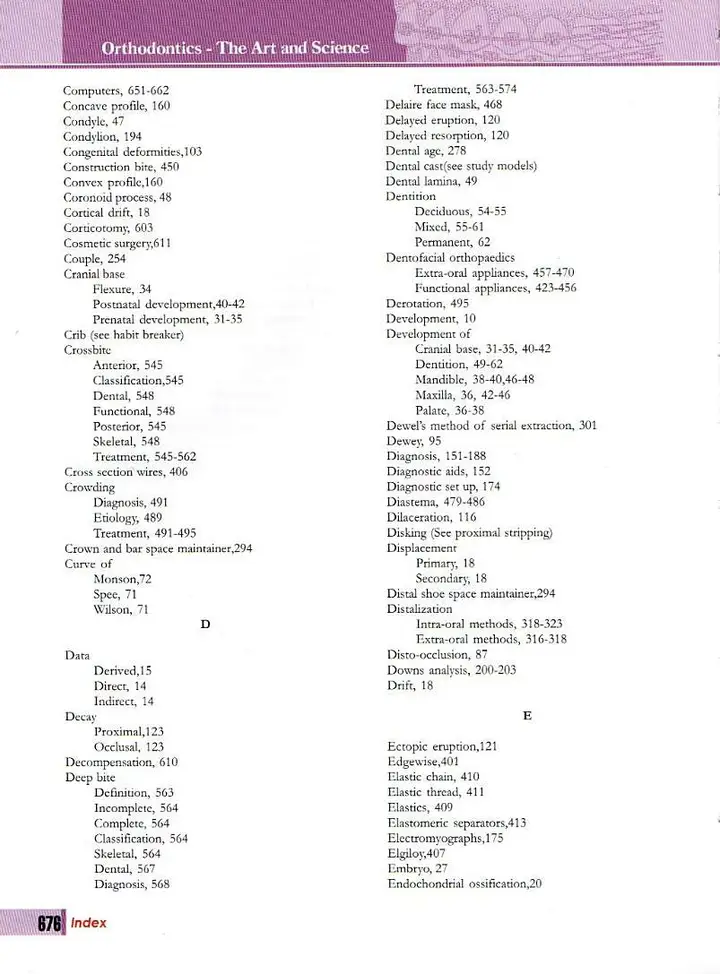 Orthodontics - The Art and Science
Computers, 651-662
Concave profile, 160
Condyle, 47
Condylion, 194
Congenital deformities,103
Construction bite, 450
Convex profile,160
Coronoid process, 48
Cortical drift, 18
Corticotomy, 603
Cosmetic surgery,611
Couple, 254
Cranial base
Flexure, 34
Postnatal development,40-42
Prenatal development, 31-35
Crib (see habit breaker)
Crossbite
Anterior, 545
Classification,545
Dental, 548
Functional, 548
Posterior, 545
Skeletal, 548
Treatment, 545-562
Cross section wires, 406
Crowding
Diagnosis, 491
Etiology, 489
Treatment, 491-495
Crown and bar space maintainer,294
Curve of
Monson,72
Spee, 71
Wilson, 71
D
Data
Derived,15
Direct, 14
Indirect, 14
Decay
Proximal,123
Occlusal, 123
Decompensation, 610
Deep bite
Definition, 563
Incomplete, 564
Complete, 564
Classification, 564
Skeletal, 564
Dental, 567
Diagnosis, 568
Treatment, 563-574
Delaire face mask, 468
Delayed eruption, 120
Delayed resorption, 120
Dental age, 278
Dental cast(see study models)
Dental lamina, 49
Dentition
Deciduous, 54-55
Mixed, 55-61
Permanent, 62
Dentofacial orthopaedics
Extra-oral appliances, 457-470
Functional appliances, 423-456
Derotation, 495
Development, 10
Development of
Cranial base, 31-35, 40-42
Dentition, 49-62
Mandible, 38-40,46-48
Maxilla, 36, 42-46
Palate, 36-38
Dewel's method of serial extraction, 301
Dewey, 95
Diagnosis, 151-188
Diagnostic aids, 152
Diagnostic set up, 174
Diastema, 479-486
Dilaceration, 116
Disking (See proximal stripping)
Displacement
Primary, 18
Secondary, 18
Distal shoe space maintainer,294
Distalization
Intra-oral methods, 318-323
Extra-oral methods, 316-318
Disto-occlusion, 87
Downs analysis, 200-203
Drift, 18
E
Ectopic eruption,121
Edgewise,401
Elastic chain, 410
Elastic thread, 411
Elastics, 409
Elastomeric separators,413
Electromyographs,175
Elgiloy,407
Embryo, 27
Endochondrial ossification,20
676 Index